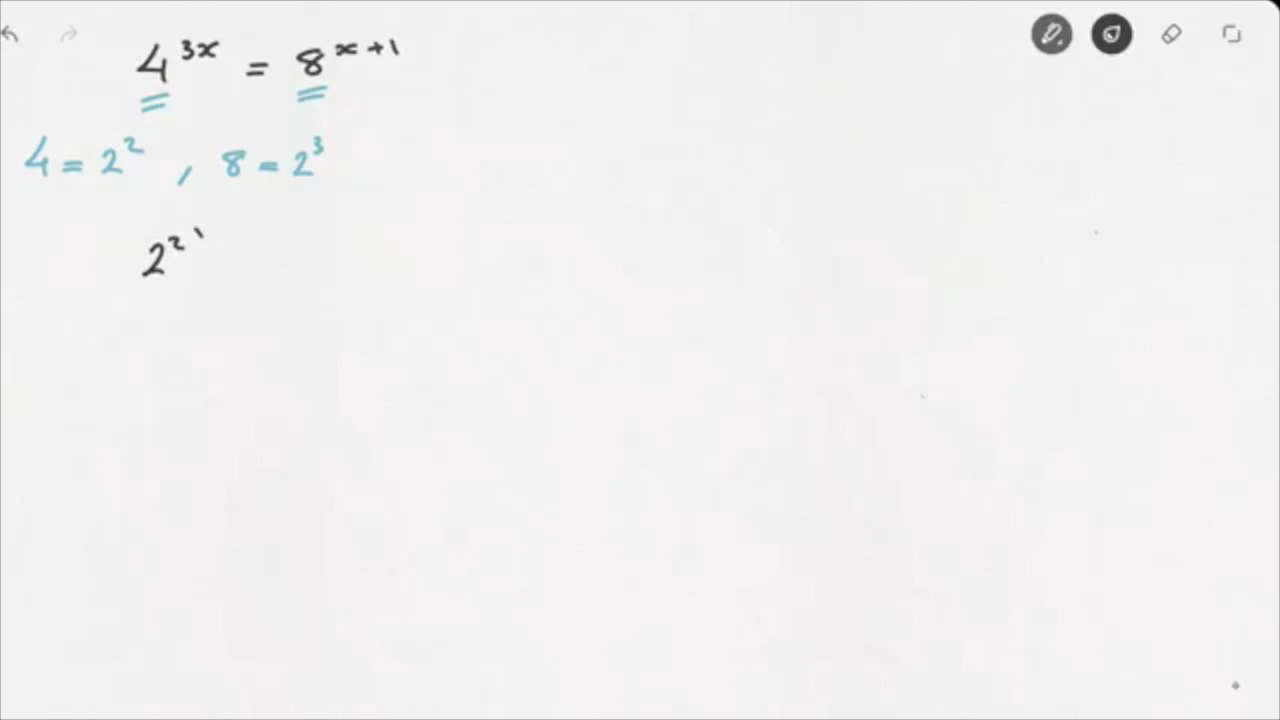 4^{3x} = 8^{x+1}
4 = 2^2 , 8 = 2^3
2^2